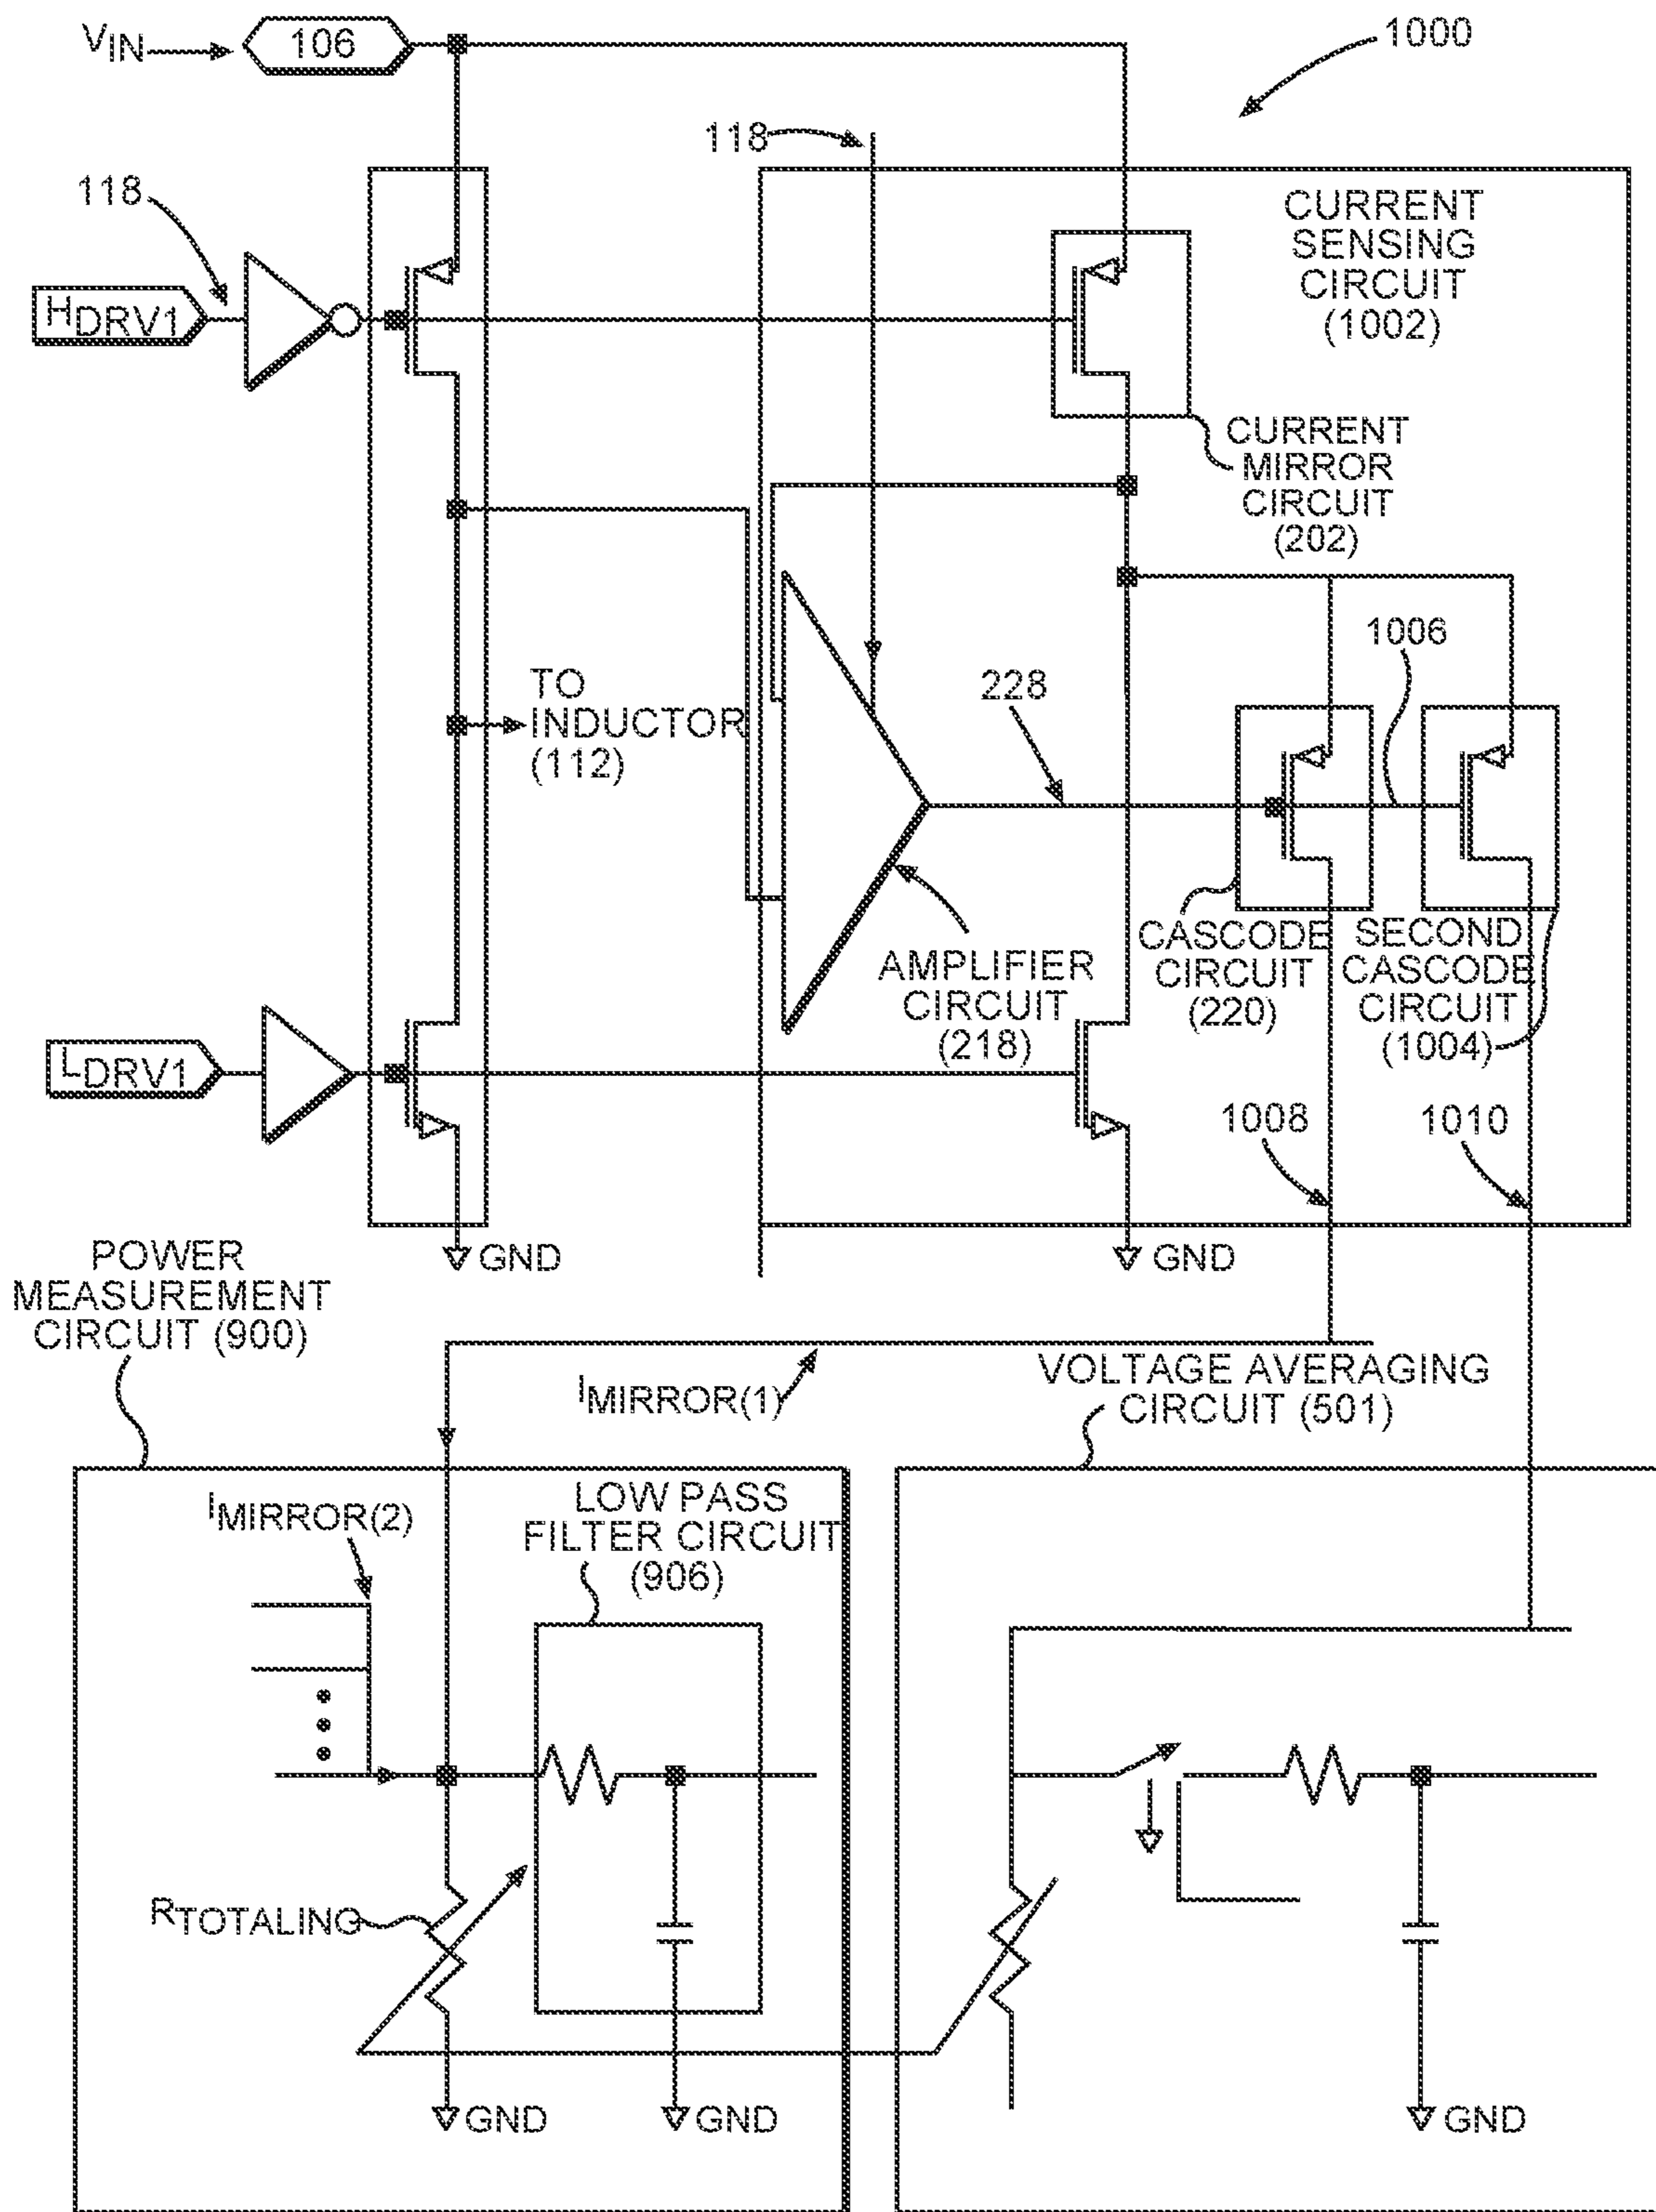 VIN
106
1000
118
118
CURRENT
SENSING
CIRCUIT
(1002)
HDRV1
CURRENT
MIRROR
CIRCUIT
(202)
1006
228
TO
INDUCTOR
(112)
AMPLIFIER
CIRCUIT
(218)
CASCODE
CIRCUIT
(220)
SECOND
CASCODE
CIRCUIT
(1004)
LDRV1
1008
1010
GND
GND
POWER
MEASUREMENT
CIRCUIT (900)
IMIRROR(1)
VOLTAGE AVERAGING
CIRCUIT (501)
IMIRROR(2)
LOW PASS
FILTER CIRCUIT
(906)
RTOTALING
GND
GND
GND